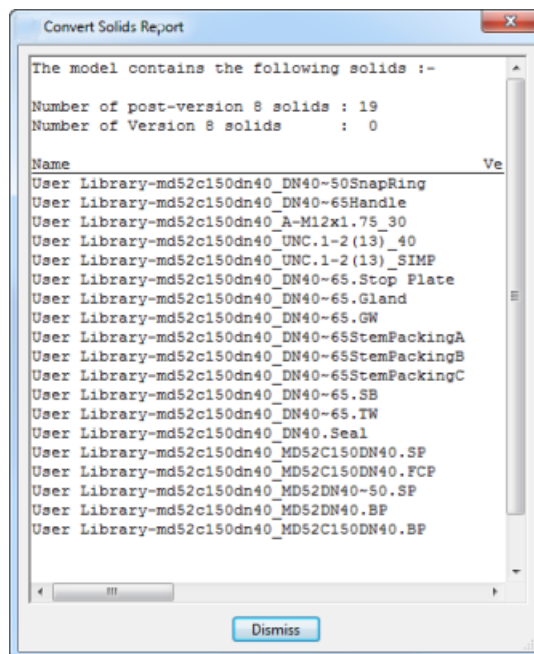 Convert Solids Report
The model contains the following solids :-
Number of post-version 8 solids : 19
Number of Version 8 solids : 0
Name Ve
User Library-md52c150dn40_DN40~50SnapRing
User Library-md52c150dn40_DN40~65Handle
User Library-md52c150dn40_A-M12x1.75_30
User Library-md52c150dn40_UNC.1-2(13)_40
User Library-md52c150dn40_UNC.1-2(13)_SIMP
User Library-md52c150dn40_DN40~65.Stop Plate
User Library-md52c150dn40_DN40~65.Gland
User Library-md52c150dn40_DN40~65.GW
User Library-md52c150dn40_DN40~65StemPackingA
User Library-md52c150dn40_DN40~65StemPackingB
User Library-md52c150dn40_DN40~65StemPackingC
User Library-md52c150dn40_DN40~65.SB
User Library-md52c150dn40_DN40~65.TW
User Library-md52c150dn40_DN40.Seal
User Library-md52c150dn40_MD52C150DN40.SP
User Library-md52c150dn40_MD52C150DN40.FCP
User Library-md52c150dn40_MD52DN40~50.SP
User Library-md52c150dn40_MD52DN40.BP
User Library-md52c150dn40_MD52C150DN40.BP
Dismiss